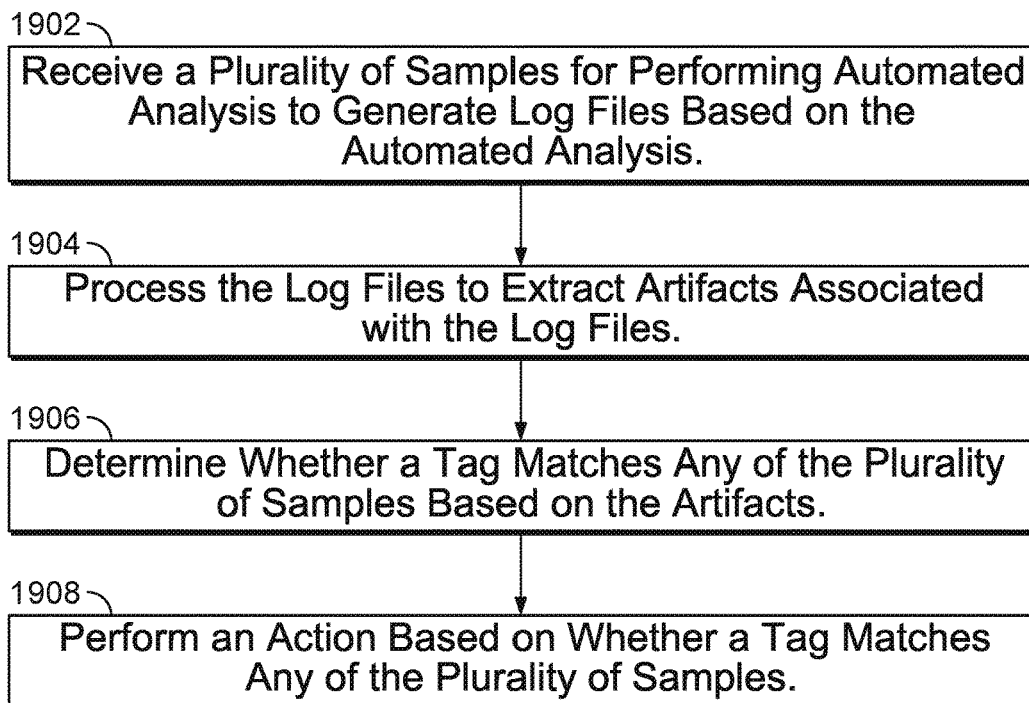 1902
Receive a Plurality of Samples for Performing Automated
Analysis to Generate Log Files Based on the
Automated Analysis.
1904
Process the Log Files to Extract Artifacts Associated
with the Log Files.
1906
Determine Whether a Tag Matches Any of the Plurality
of Samples Based on the Artifacts.
1908
Perform an Action Based on Whether a Tag Matches
Any of the Plurality of Samples.